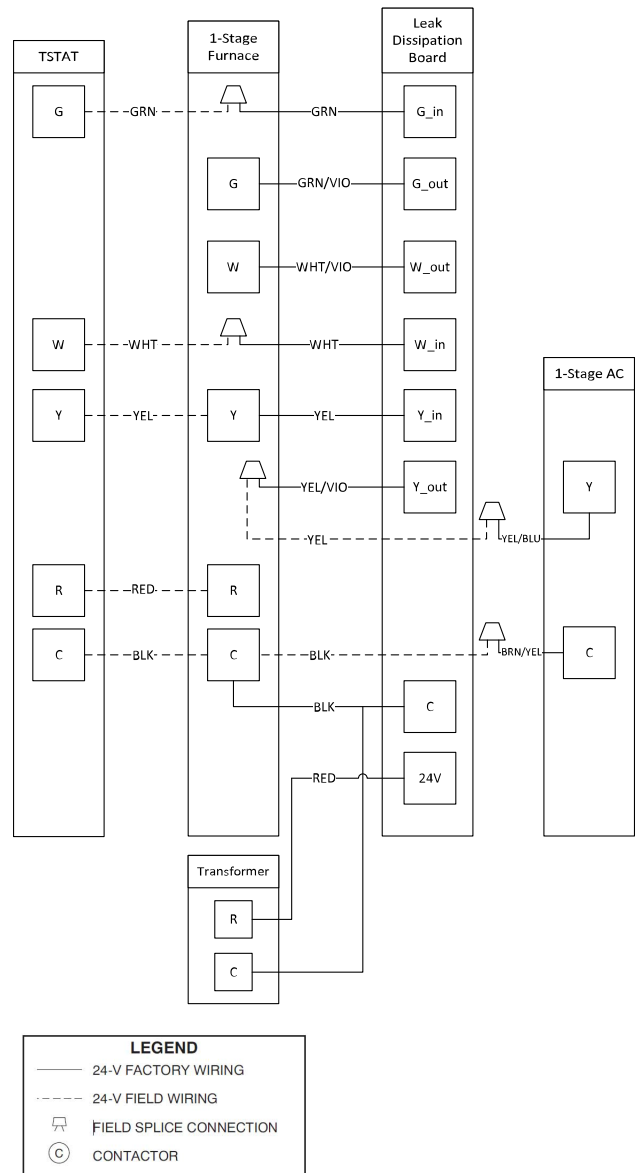 TSTAT
1-Stage
Furnace
Leak
Dissipation
Board
G
GRN
GRN
G_in
G
GRN/VIO
G_out
W
WHT/VIO
W_out
W
WHT
WHT
W_in
1-Stage AC
Y
YEL
Y
YEL
Y_in
YEL/VIO
Y_out
Y
YEL
YEL/BLU
R
RED
R
C
BLK
C
BLK
BRN/YEL
C
BLK
C
RED
24V
Transformer
R
C
LEGEND
24-V FACTORY WIRING
24-V FIELD WIRING
FIELD SPLICE CONNECTION
C CONTACTOR